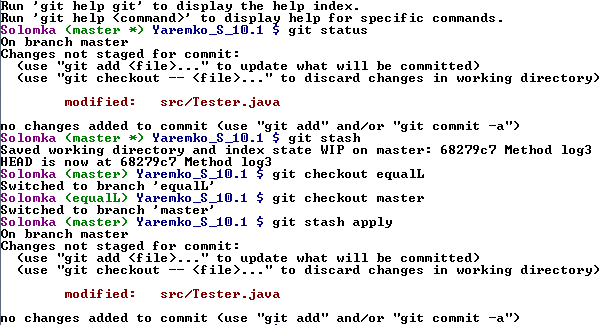 Run 'git help git' to display the help index.
Run 'git help <command>' to display help for specific commands.
Solomka (master *) Yaremko_S_10.1 $ git status
On branch master
Changes not staged for commit:
  (use "git add <file>..." to update what will be committed)
  (use "git checkout -- <file>..." to discard changes in working directory)
        modified:   src/Tester.java
no changes added to commit (use "git add" and/or "git commit -a")
Solomka (master *) Yaremko_S_10.1 $ git stash
Saved working directory and index state WIP on master: 68279c7 Method log3
HEAD is now at 68279c7 Method log3
Solomka (master) Yaremko_S_10.1 $ git checkout equalL
Switched to branch 'equalL'
Solomka (equalL) Yaremko_S_10.1 $ git checkout master
Switched to branch 'master'
Solomka (master) Yaremko_S_10.1 $ git stash apply
On branch master
Changes not staged for commit:
  (use "git add <file>..." to update what will be committed)
  (use "git checkout -- <file>..." to discard changes in working directory)
        modified:   src/Tester.java
no changes added to commit (use "git add" and/or "git commit -a")